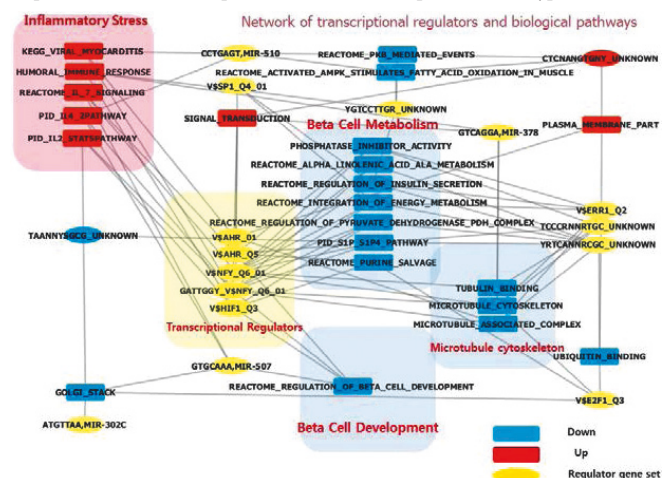 Inflammatory Stress
Network of transcriptional regulators and biological pathways
KEGG_VIRAL_MYOCARDITIS
CCTGAGT,MIR-510
REACTOME_PKB_MEDIATED_EVENTS
CTCNANGTGNY_UNKNOWN
HUMORAL_IMMUNE_RESPONSE
REACTOME_ACTIVATED_AMPK_STIMULATES_FATTY_ACID_OXIDATION_IN_MUSCLE
REACTOME_IL_7_SIGNALING
V$SP1_Q4_01
YGTCCTTGR_UNKNOWN
PID_IL4_2PATHWAY
SIGNAL_TRANSDUCTION
PLASMA_MEMBRANE_PART
Beta Cell Metabolism
GTCAGGA,MIR-378
PID_IL2_STAT5PATHWAY
PHOSPHATASE_INHIBITOR_ACTIVITY
REACTOME_ALPHA_LINOLENIC_ACID_ALA_METABOLISM
REACTOME_REGULATION_OF_INSULIN_SECRETION
REACTOME_INTEGRATION_OF_ENERGY_METABOLISM
V$ERR1_Q2
REACTOME_REGULATION_OF_PYRUVATE_DEHYDROGENASE_PDH_COMPLEX
TCCCRNNRTGC_UNKNOWN
TAANNYSGCG_UNKNOWN
V$AHR_01
PID_S1P_S1P4_PATHWAY
YRTCANNRCGC_UNKNOWN
V$AHR_Q5
REACTOME_PURINE_SALVAGE
V$NFY_Q6_01
TUBULIN_BINDING
GATTGGY_V$NFY_Q6_01
MICROTUBULE_CYTOSKELETON
V$HIF1_Q3
MICROTUBULE_ASSOCIATED_COMPLEX
Transcriptional Regulators
Microtubule cytoskeleton
UBIQUITIN_BINDING
GTGCAAA,MIR-507
REACTOME_REGULATION_OF_BETA_CELL_DEVELOPMENT
GOLGI_STACK
V$E2F1_Q3
ATGTTAA,MIR-302C
Beta Cell Development
Down
Up
Regulator gene set